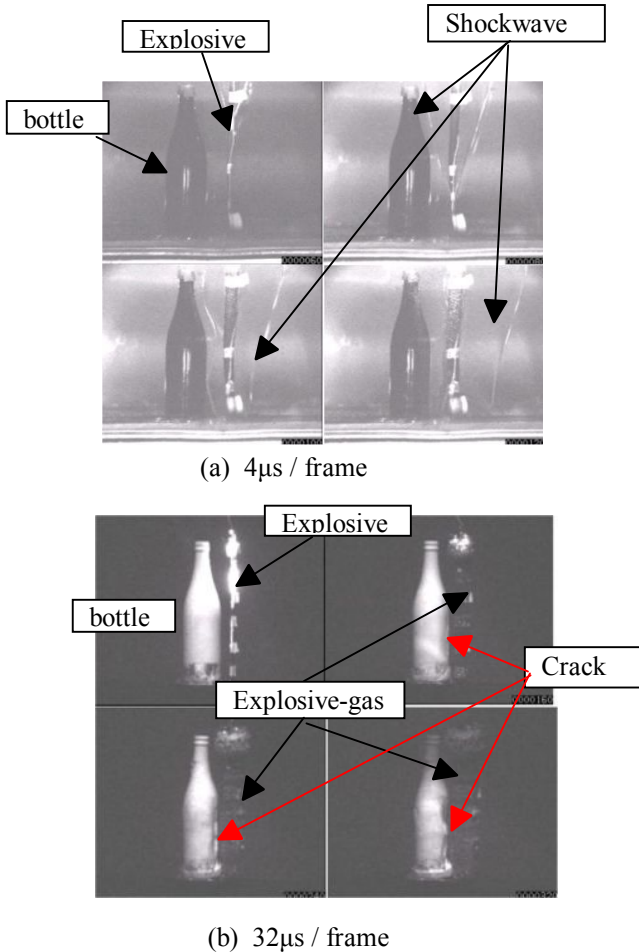 Explosive
Shockwave
bottle
(a) 4μs / frame
Explosive
bottle
Crack
Explosive-gas
(b) 32μs / frame